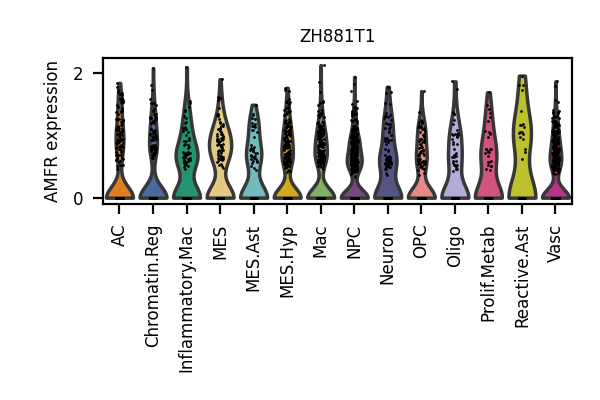 ZH881T1
AMFR expression
2
0
AC
Chromatin.Reg
Inflammatory.Mac
MES
MES.Ast
MES.Hyp
Mac
NPC
Neuron
OPC
Oligo
Prolif.Metab
Reactive.Ast
Vasc